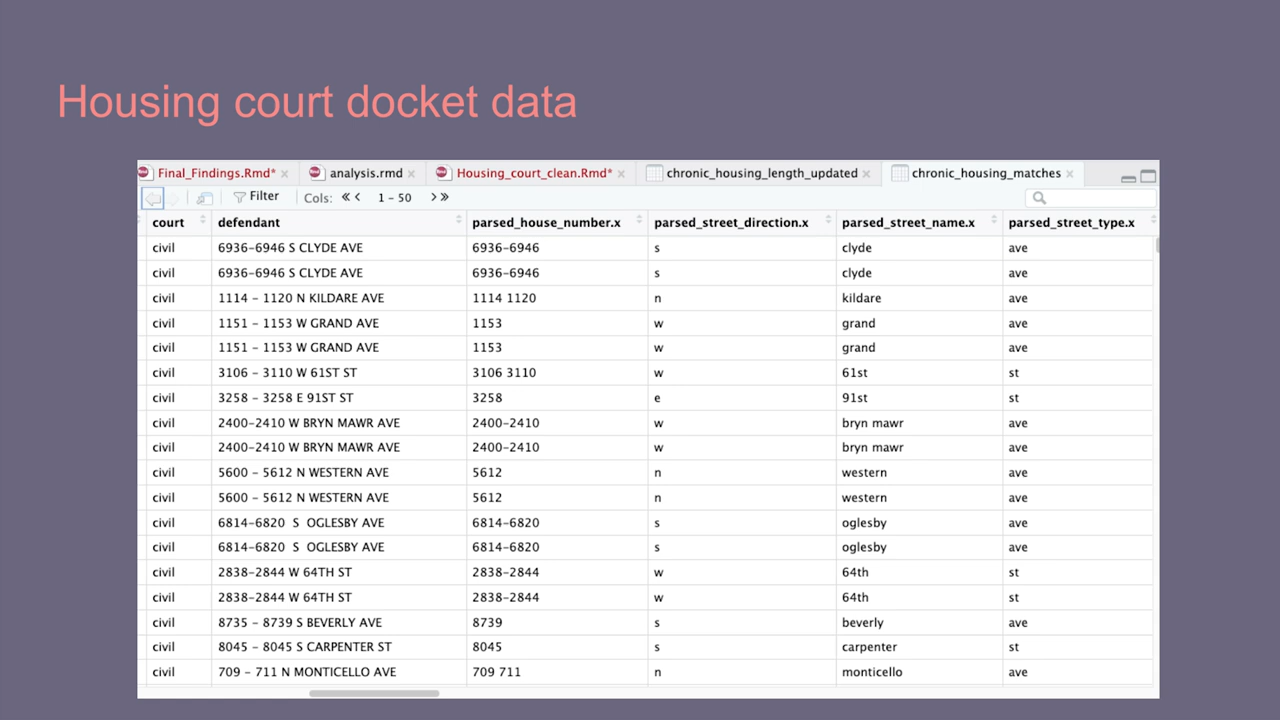 Housing court docket data
Final_Findings.Rmd* analysis.rmd Housing_court_clean.Rmd* chronic_housing_length_updated chronic_housing_matches
Filter Cols: 1 - 50
court defendant parsed_house_number.x parsed_street_direction.x parsed_street_name.x parsed_street_type.x
civil 6936-6946 S CLYDE AVE 6936-6946 s clyde ave
civil 6936-6946 S CLYDE AVE 6936-6946 s clyde ave
civil 1114 - 1120 N KILDARE AVE 1114 1120 n kildare ave
civil 1151 - 1153 W GRAND AVE 1153 w grand ave
civil 1151 - 1153 W GRAND AVE 1153 w grand ave
civil 3106 - 3110 W 61ST ST 3106 3110 w 61st st
civil 3258 - 3258 E 91ST ST 3258 e 91st st
civil 2400-2410 W BRYN MAWR AVE 2400-2410 w bryn mawr ave
civil 2400-2410 W BRYN MAWR AVE 2400-2410 w bryn mawr ave
civil 5600 - 5612 N WESTERN AVE 5612 n western ave
civil 5600 - 5612 N WESTERN AVE 5612 n western ave
civil 6814-6820 S OGLESBY AVE 6814-6820 s oglesby ave
civil 6814-6820 S OGLESBY AVE 6814-6820 s oglesby ave
civil 2838-2844 W 64TH ST 2838-2844 w 64th st
civil 2838-2844 W 64TH ST 2838-2844 w 64th st
civil 8735 - 8739 S BEVERLY AVE 8739 s beverly ave
civil 8045 - 8045 S CARPENTER ST 8045 s carpenter st
civil 709 - 711 N MONTICELLO AVE 709 711 n monticello ave